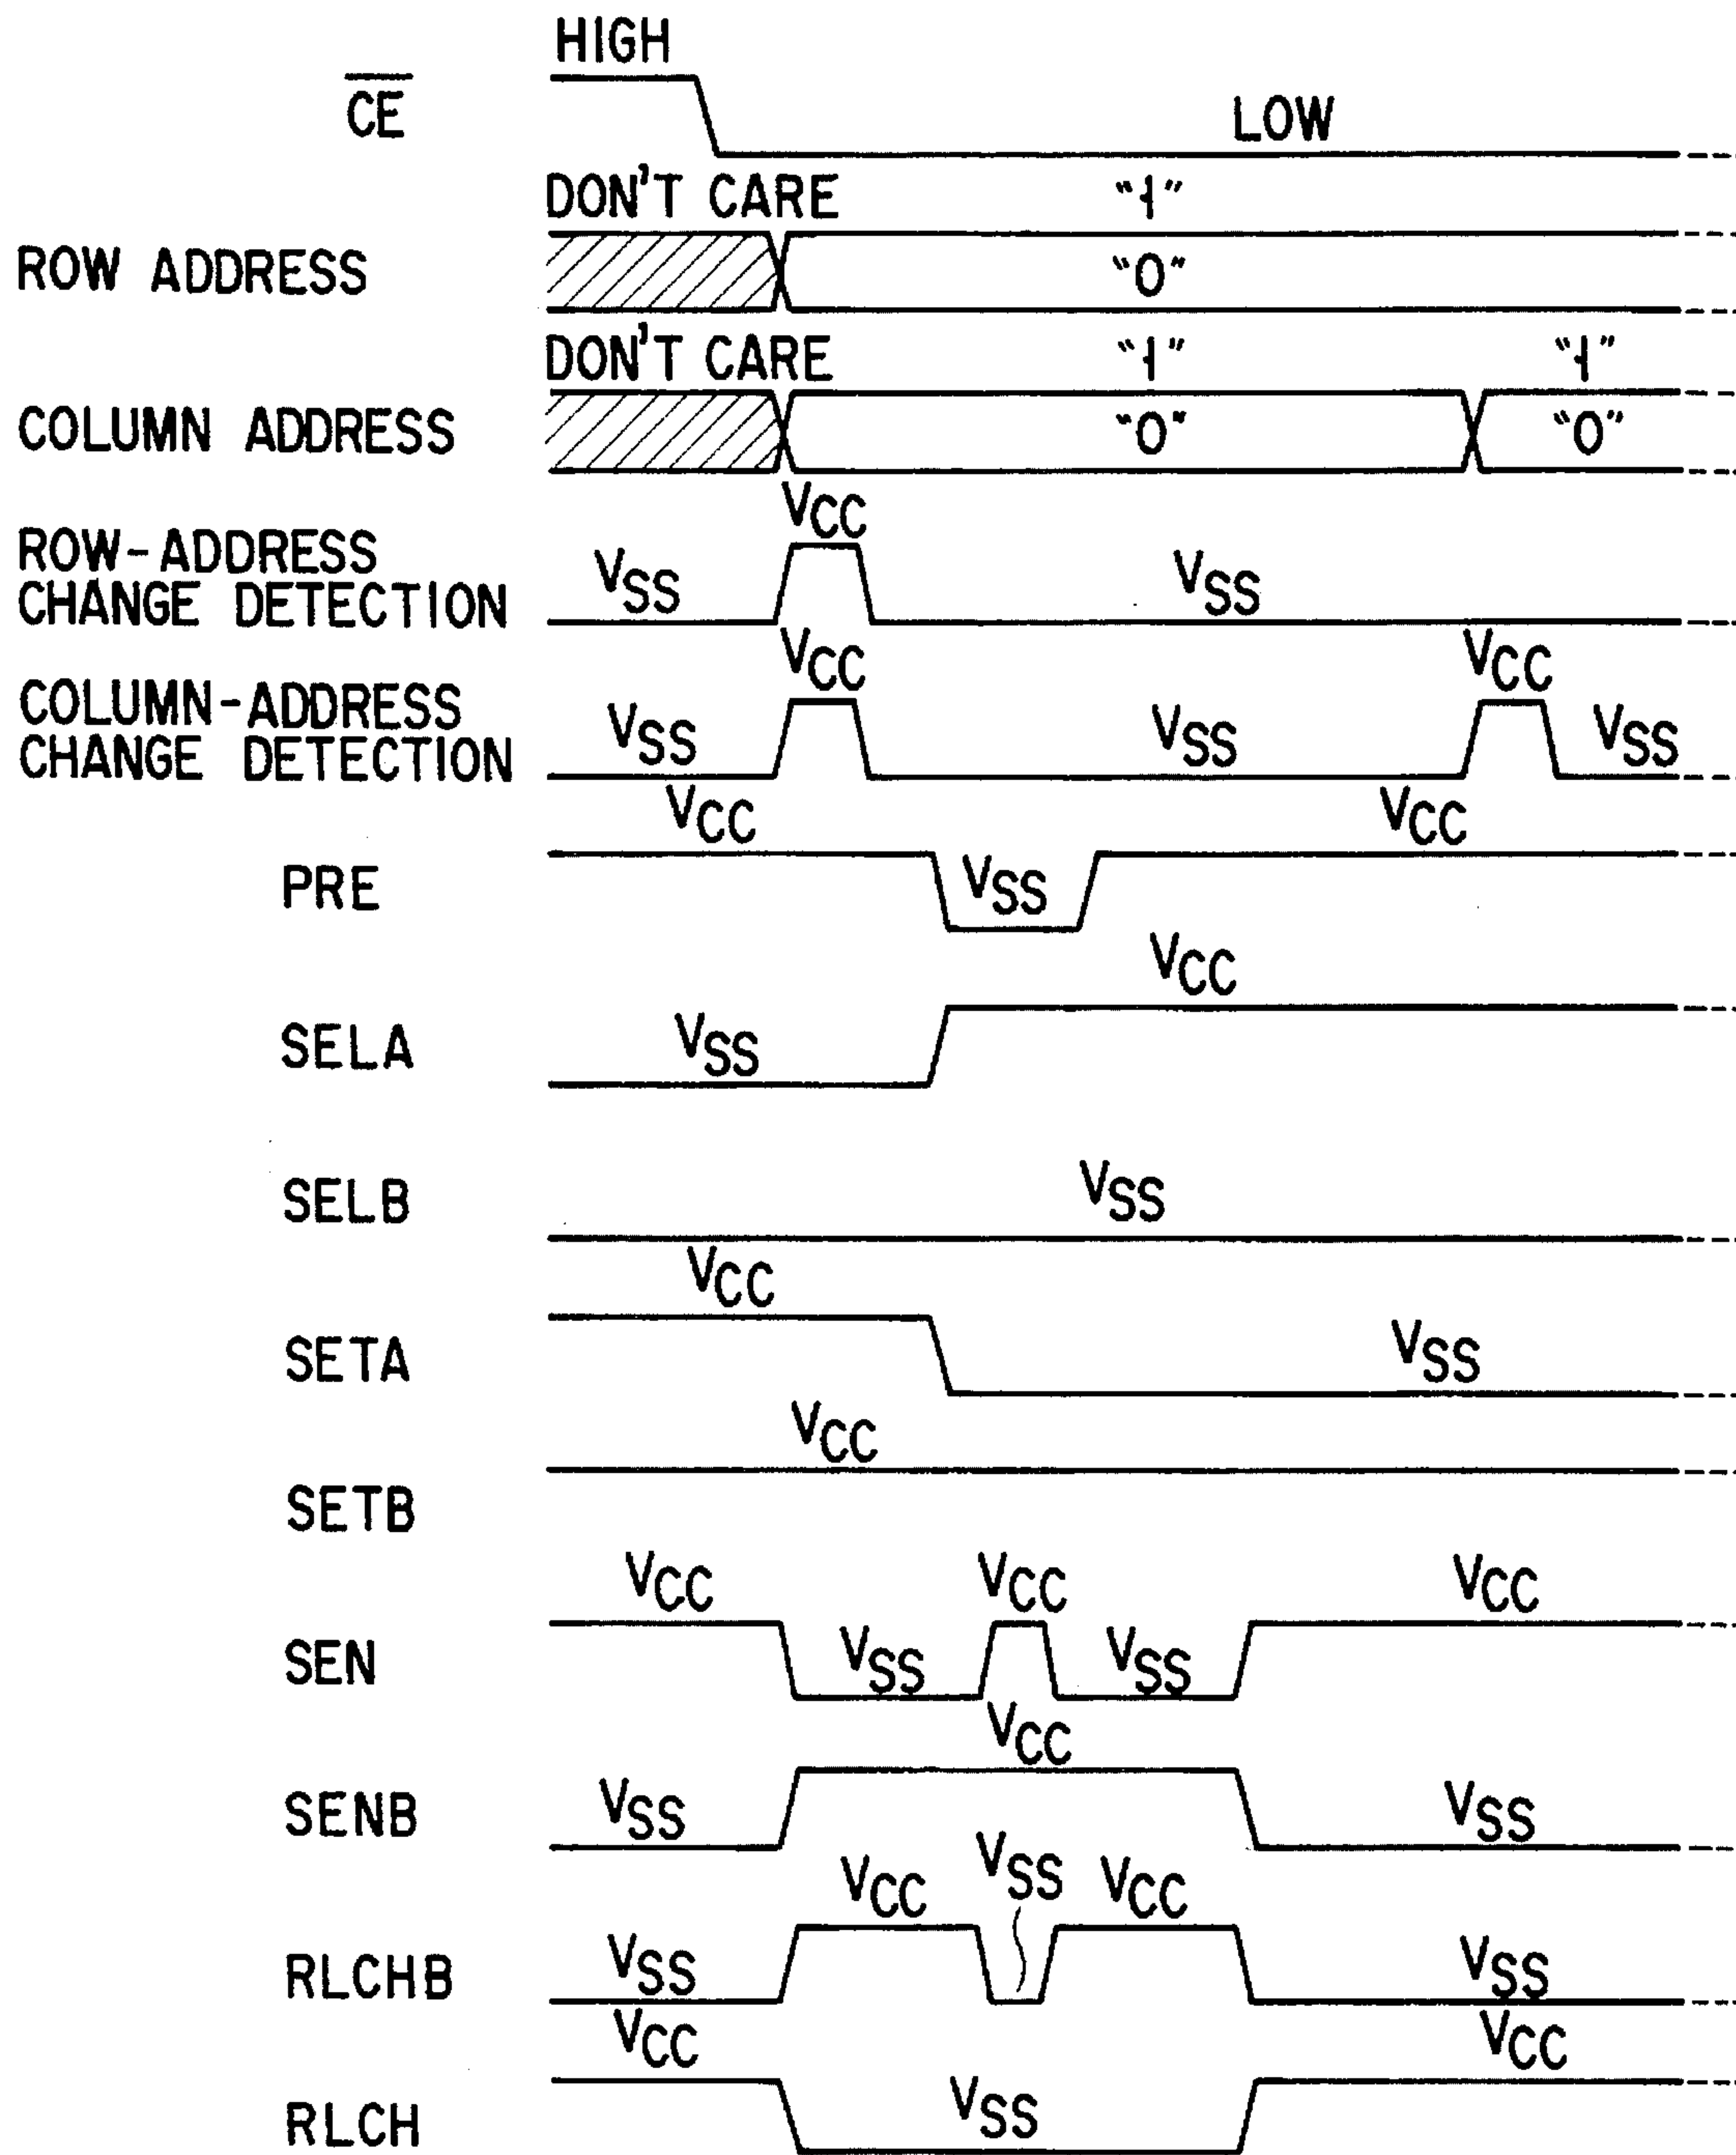 HIGH
CE
LOW
DON'T CARE "1"
ROW ADDRESS "0"
DON'T CARE "1" "1"
COLUMN ADDRESS "0" "0"
VCC
ROW-ADDRESS
CHANGE DETECTION VSS VSS
VCC VCC
COLUMN-ADDRESS
CHANGE DETECTION VSS VSS VSS
VCC VCC
PRE VSS
VCC
SELA VSS
SELB VSS
VCC
SETA VSS
VCC
SETB
VCC VCC VCC
SEN VSS VSS
VCC
SENB VSS VSS
VCC VSS VCC
RLCHB VSS VSS
VCC VCC
RLCH VSS